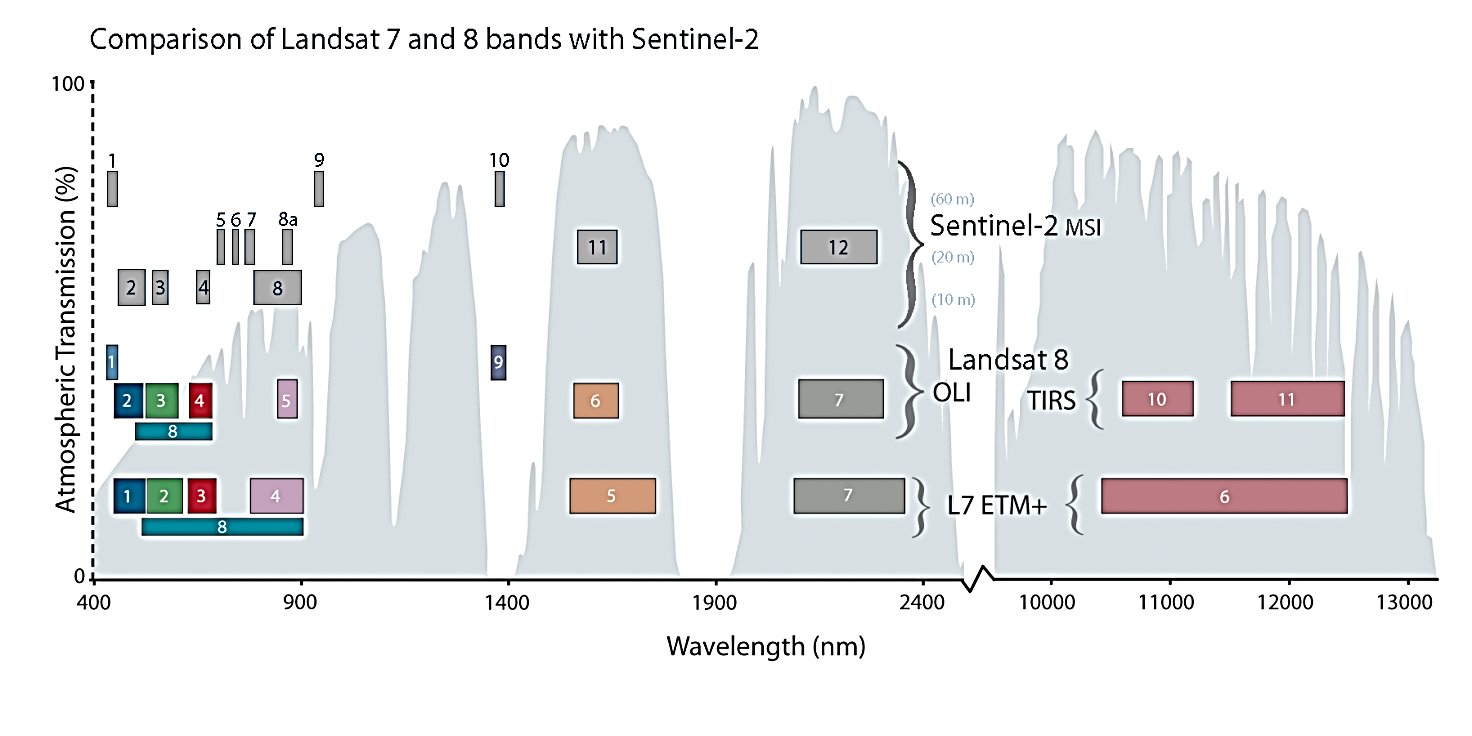 Comparison of Landsat 7 and 8 bands with Sentinel-2
100
Atmospheric Transmission (%)
0
1 9 10
5 6 7 8a
11 12
2 3 4 8
(60 m)
Sentinel-2 MSI
(20 m)
(10 m)
1 9
2 3 4 5 6 7
8
Landsat 8
OLI
TIRS
10 11
1 2 3 4 5 7
8
L7 ETM+
6
400 900 1400 1900 2400 10000 11000 12000 13000
Wavelength (nm)